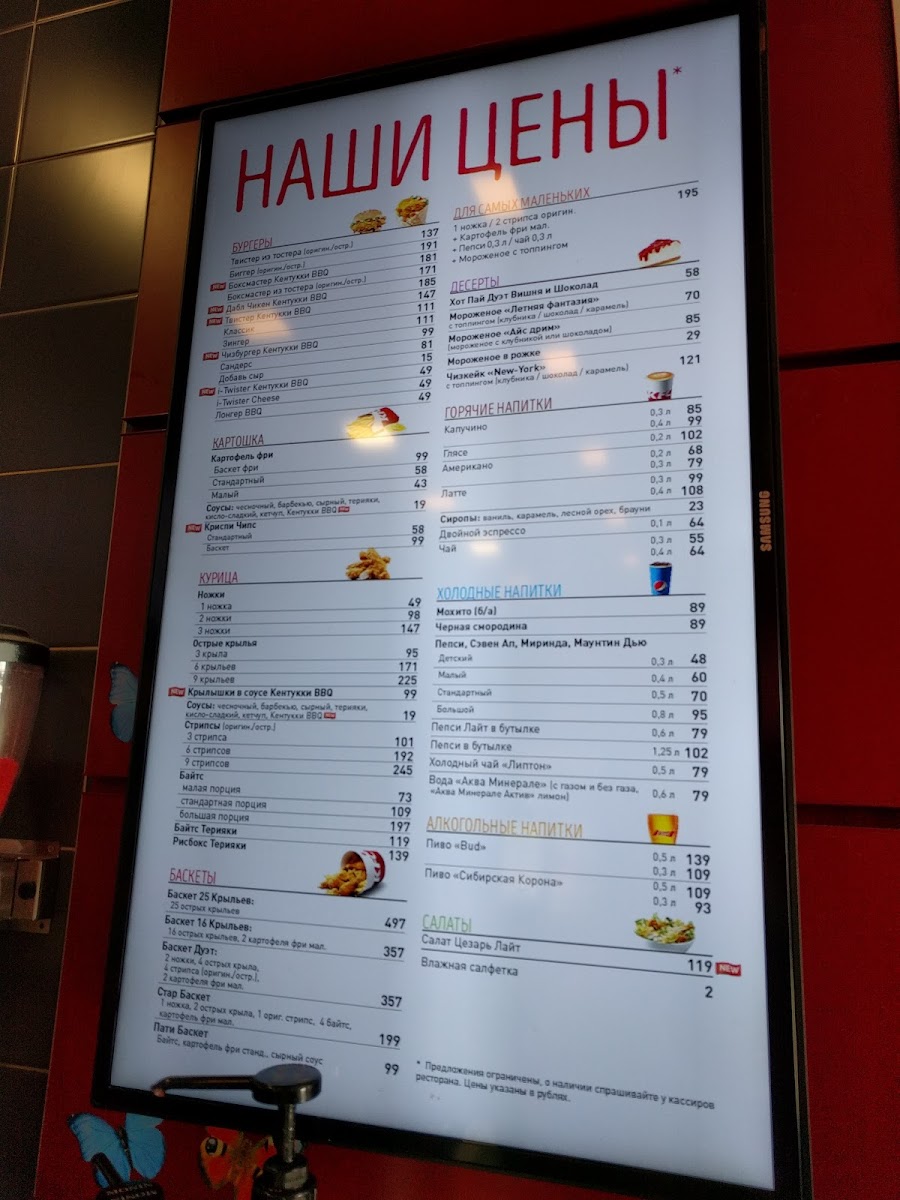 НАШИ ЦЕНЫ*
БУРГЕРЫ
Твистер из тостера (ориг./остр.) 137
Биггер (оригин./остр.) 191
NEW Боксмастер Кентукки BBQ 181
Боксмастер из тостера (оригин./остр.) 171
NEW Дабл Чикен Кентукки BBQ 185
NEW Твистер Кентукки BBQ 147
Классик 111
Зингер 111
NEW Чизбургер Кентукки BBQ 99
Сандерс 81
Добавь сыр 15
NEW i-Twister Кентукки BBQ 49
i-Twister Cheese 49
Лонгер BBQ 49
КАРТОШКА
Картофель фри
Баскет фри 99
Стандартный 58
Малый 43
Соусы: чесночный, барбекью, сырный, терияки,
кисло-сладкий, кетчуп, Кентукки BBQ NEW 19
NEW Криспи Чипс
Стандартный 58
Баскет 99
КУРИЦА
Ножки
1 ножка 49
2 ножки 98
3 ножки 147
Острые крылья
3 крыла 95
6 крыльев 171
9 крыльев 225
NEW Крылышки в соусе Кентукки BBQ 99
Соусы: чесночный, барбекью, сырный, терияки,
кисло-сладкий, кетчуп, Кентукки BBQ NEW 19
Стрипсы (оригин./остр.)
3 стрипса 101
6 стрипсов 192
9 стрипсов 245
Байтс
малая порция 73
стандартная порция 109
большая порция 197
Байтс Терияки 119
Рисбокс Терияки 139
БАСКЕТЫ
Баскет 25 Крыльев:
25 острых крыльев 497
Баскет 16 Крыльев:
16 острых крыльев, 2 картофеля фри мал. 357
Баскет Дуэт:
2 ножки, 4 острых крыла,
4 стрипса (оригин./остр.),
2 картофеля фри мал. 357
Стар Баскет
1 ножка, 2 острых крыла, 1 ориг. стрипс, 4 байтс,
картофель фри мал. 199
Пати Баскет
Байтс, картофель фри станд., сырный соус 99
ДЛЯ САМЫХ МАЛЕНЬКИХ 195
1 ножка / 2 стрипса оригин.
+ Картофель фри мал.
+ Пепси 0,3 л / чай 0,3 л
+ Мороженое с топпингом
ДЕСЕРТЫ
Хот Пай Дуэт Вишня и Шоколад 58
Мороженое «Летняя фантазия»
с топпингом (клубника / шоколад / карамель) 70
Мороженое «Айс дрим»
(мороженое с клубникой или шоколадом) 85
Мороженое в рожке 29
Чизкейк «New-York»
с топпингом (клубника / шоколад / карамель) 121
ГОРЯЧИЕ НАПИТКИ
Капучино 0,3 л 85
0,4 л 99
Глясе 0,2 л 102
Американо 0,2 л 68
0,3 л 79
Латте 0,3 л 99
0,4 л 108
Сиропы: ваниль, карамель, лесной орех, брауни 23
Двойной эспрессо 0,1 л 64
Чай 0,3 л 55
0,4 л 64
ХОЛОДНЫЕ НАПИТКИ
Мохито (б/а) 89
Черная смородина 89
Пепси, Сэвен Ап, Миринда, Маунтин Дью
Детский 0,3 л 48
Малый 0,4 л 60
Стандартный 0,5 л 70
Большой 0,8 л 95
Пепси Лайт в бутылке 0,6 л 79
Пепси в бутылке 1,25 л 102
Холодный чай «Липтон» 0,5 л 79
Вода «Аква Минерале» (с газом и без газа,
«Аква Минерале Актив» лимон) 0,6 л 79
АЛКОГОЛЬНЫЕ НАПИТКИ
Пиво «Bud» 0,5 л 139
0,3 л 109
Пиво «Сибирская Корона» 0,5 л 109
0,3 л 93
САЛАТЫ
Салат Цезарь Лайт 119 NEW
Влажная салфетка 2
* Предложения ограничены, о наличии спрашивайте у кассиров
ресторана. Цены указаны в рублях.
SAMSUNG